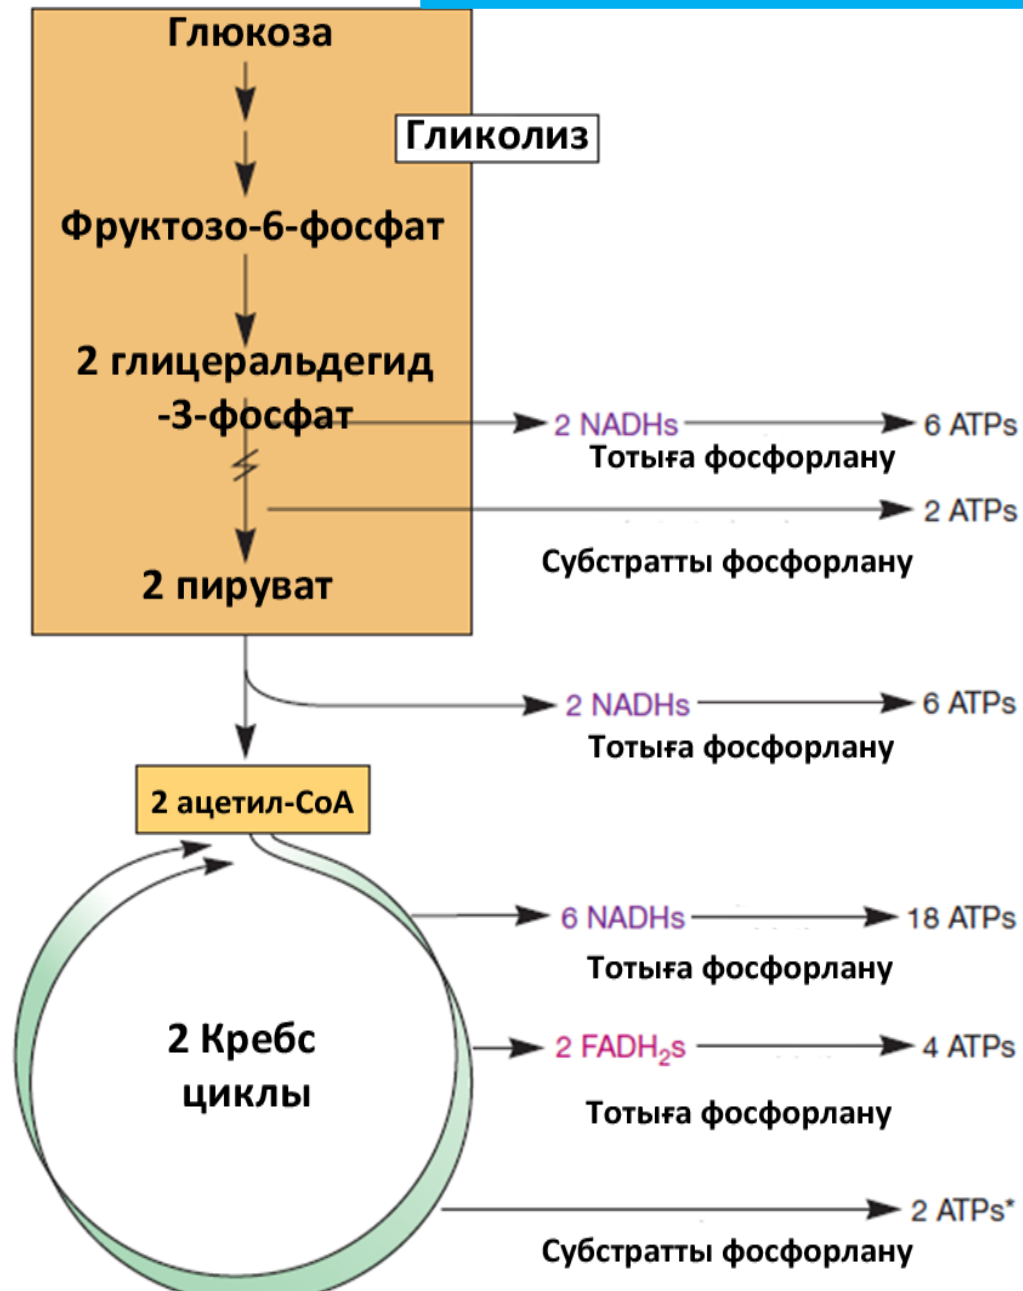 Глюкоза
Гликолиз
Фруктозо-6-фосфат
2 глицеральдегид
-3-фосфат
2 NADHs
6 ATPs
Тотыға фосфорлану
2 ATPs
Субстратты фосфорлану
2 пируват
2 NADHs
6 ATPs
Тотыға фосфорлану
2 ацетил-СоА
6 NADHs
18 ATPs
Тотыға фосфорлану
2 Кребс
циклы
2 FADH₂s
4 ATPs
Тотыға фосфорлану
2 ATPs*
Субстратты фосфорлану